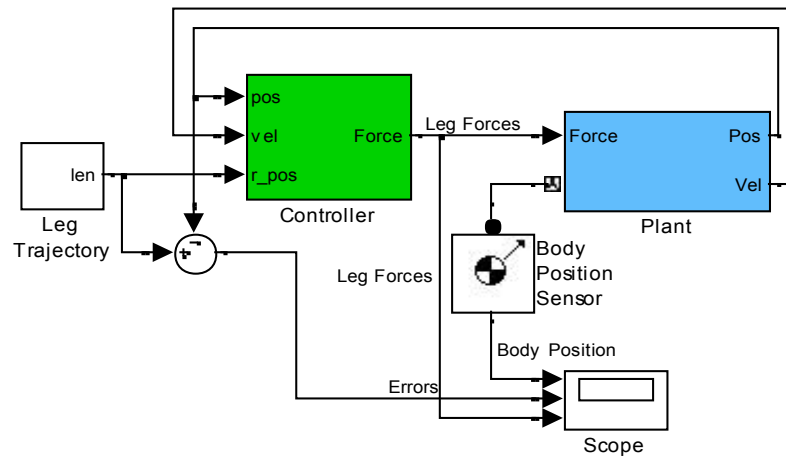 pos
vel
r_pos
Force
Controller
Leg Forces
Force
Pos
Vel
Plant
len
Leg
Trajectory
+
-
Leg Forces
Body
Position
Sensor
Body Position
Errors
Scope